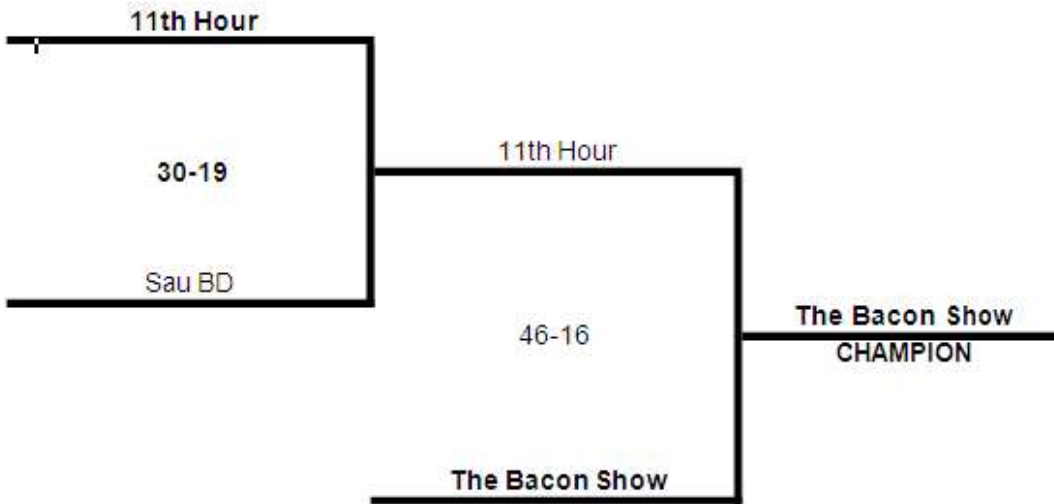 11th Hour
30-19
Sau BD
11th Hour
46-16
The Bacon Show
The Bacon Show
CHAMPION